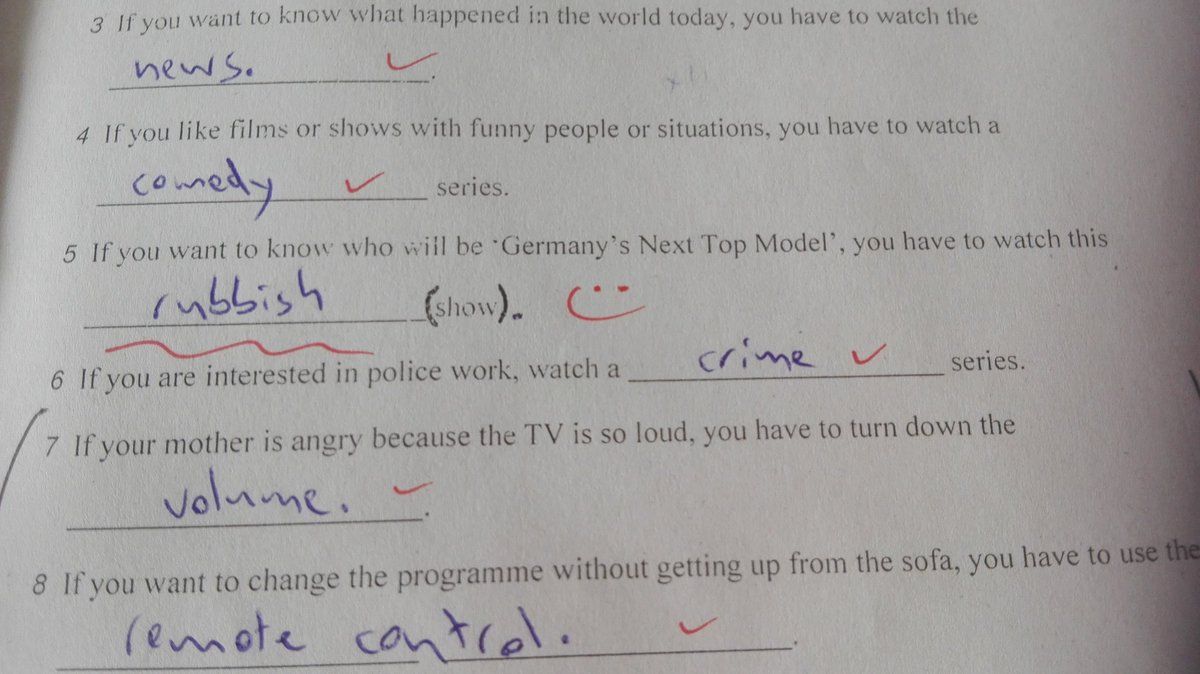 3 If you want to know what happened in the world today, you have to watch the
news. .
4 If you like films or shows with funny people or situations, you have to watch a
comedy series.
5 If you want to know who will be 'Germany's Next Top Model', you have to watch this
rubbish (show).
6 If you are interested in police work, watch a crime series.
7 If your mother is angry because the TV is so loud, you have to turn down the
volume. .
8 If you want to change the programme without getting up from the sofa, you have to use the
remote control. .